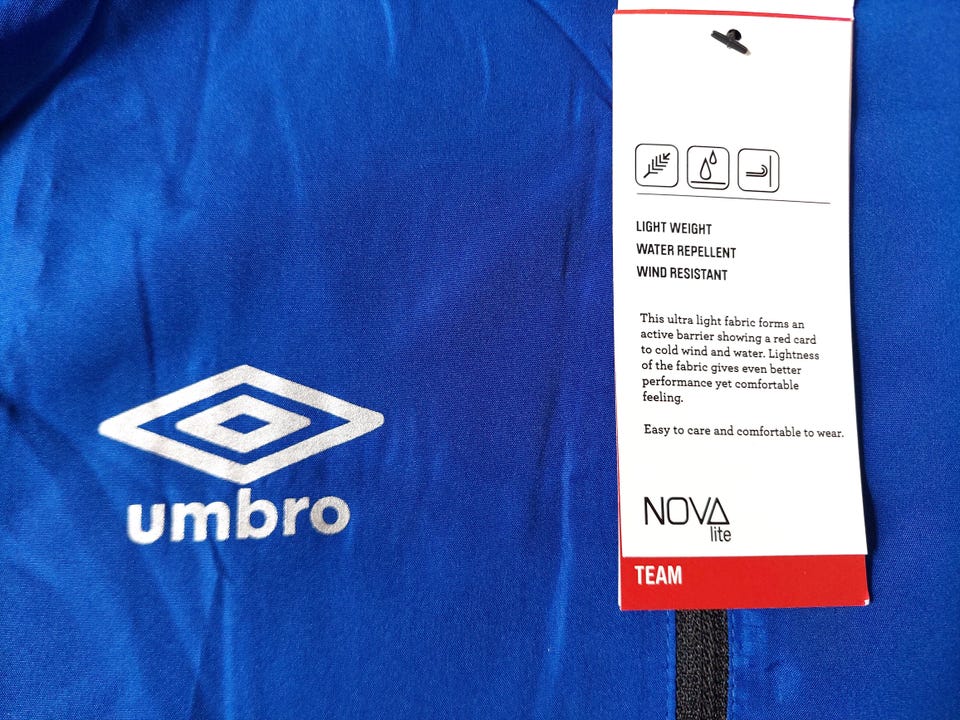 umbro
LIGHT WEIGHT
WATER REPELLENT
WIND RESISTANT
This ultra light fabric forms an
active barrier showing a red card
to cold wind and water. Lightness
of the fabric gives even better
performance yet comfortable
feeling.
Easy to care and comfortable to wear.
NOVA
lite
TEAM